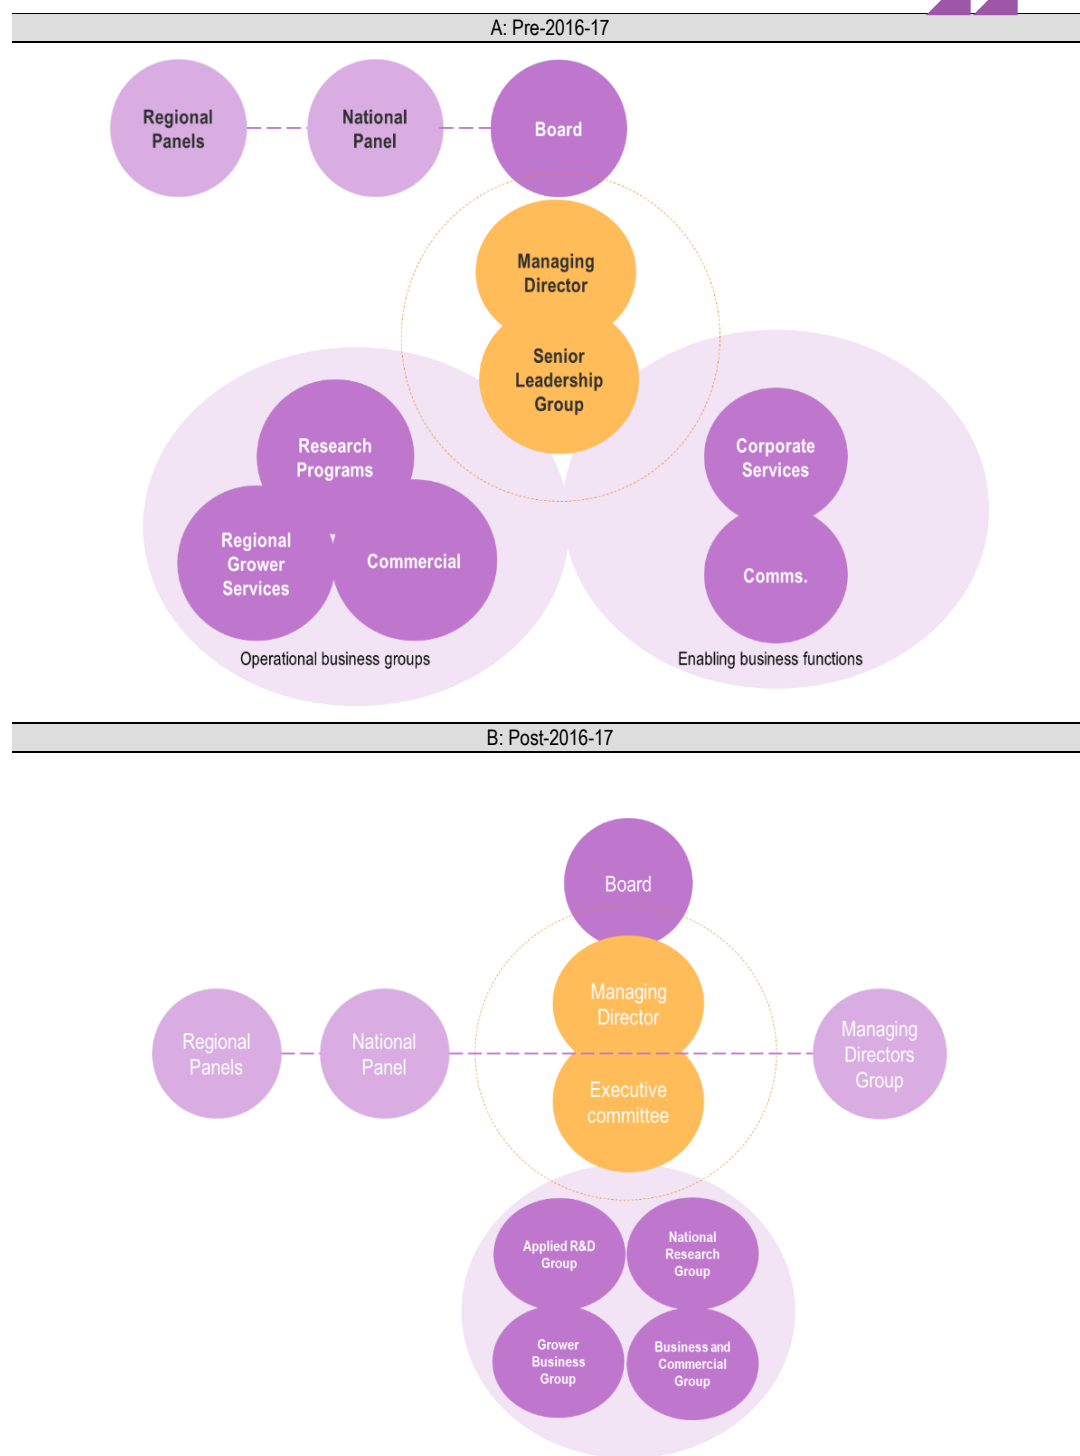 A: Pre-2016-17
Regional
Panels
National
Panel
Board
Managing
Director
Senior
Leadership
Group
Research
Programs
Regional
Grower
Services
Commercial
Corporate
Services
Comms.
Operational business groups
Enabling business functions
B: Post-2016-17
Board
Managing
Director
Regional
Panels
National
Panel
Managing
Directors
Group
Executive
committee
Applied R&D
Group
National
Research
Group
Grower
Business
Group
Business and
Commercial
Group